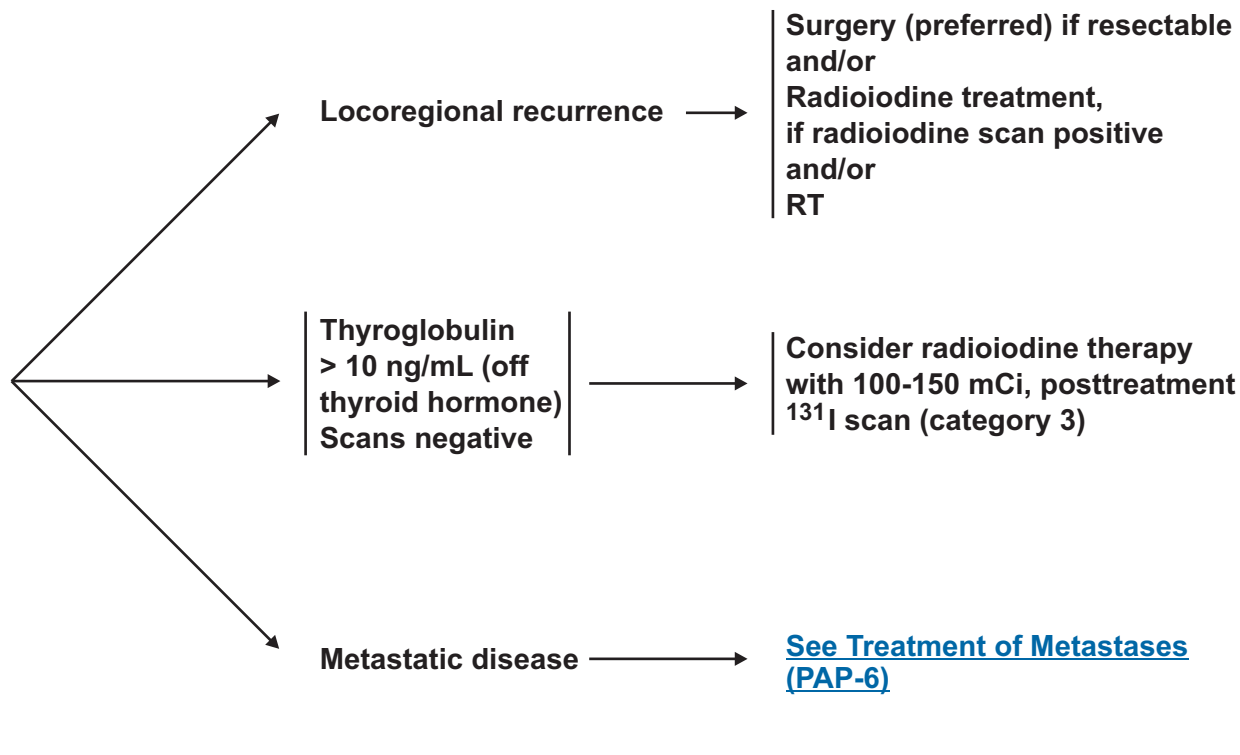 Locoregional recurrence
Surgery (preferred) if resectable
and/or
Radioiodine treatment,
if radioiodine scan positive
and/or
RT
Thyroglobulin
> 10 ng/mL (off
thyroid hormone)
Scans negative
Consider radioiodine therapy
with 100-150 mCi, posttreatment
131I scan (category 3)
Metastatic disease
See Treatment of Metastases
(PAP-6)